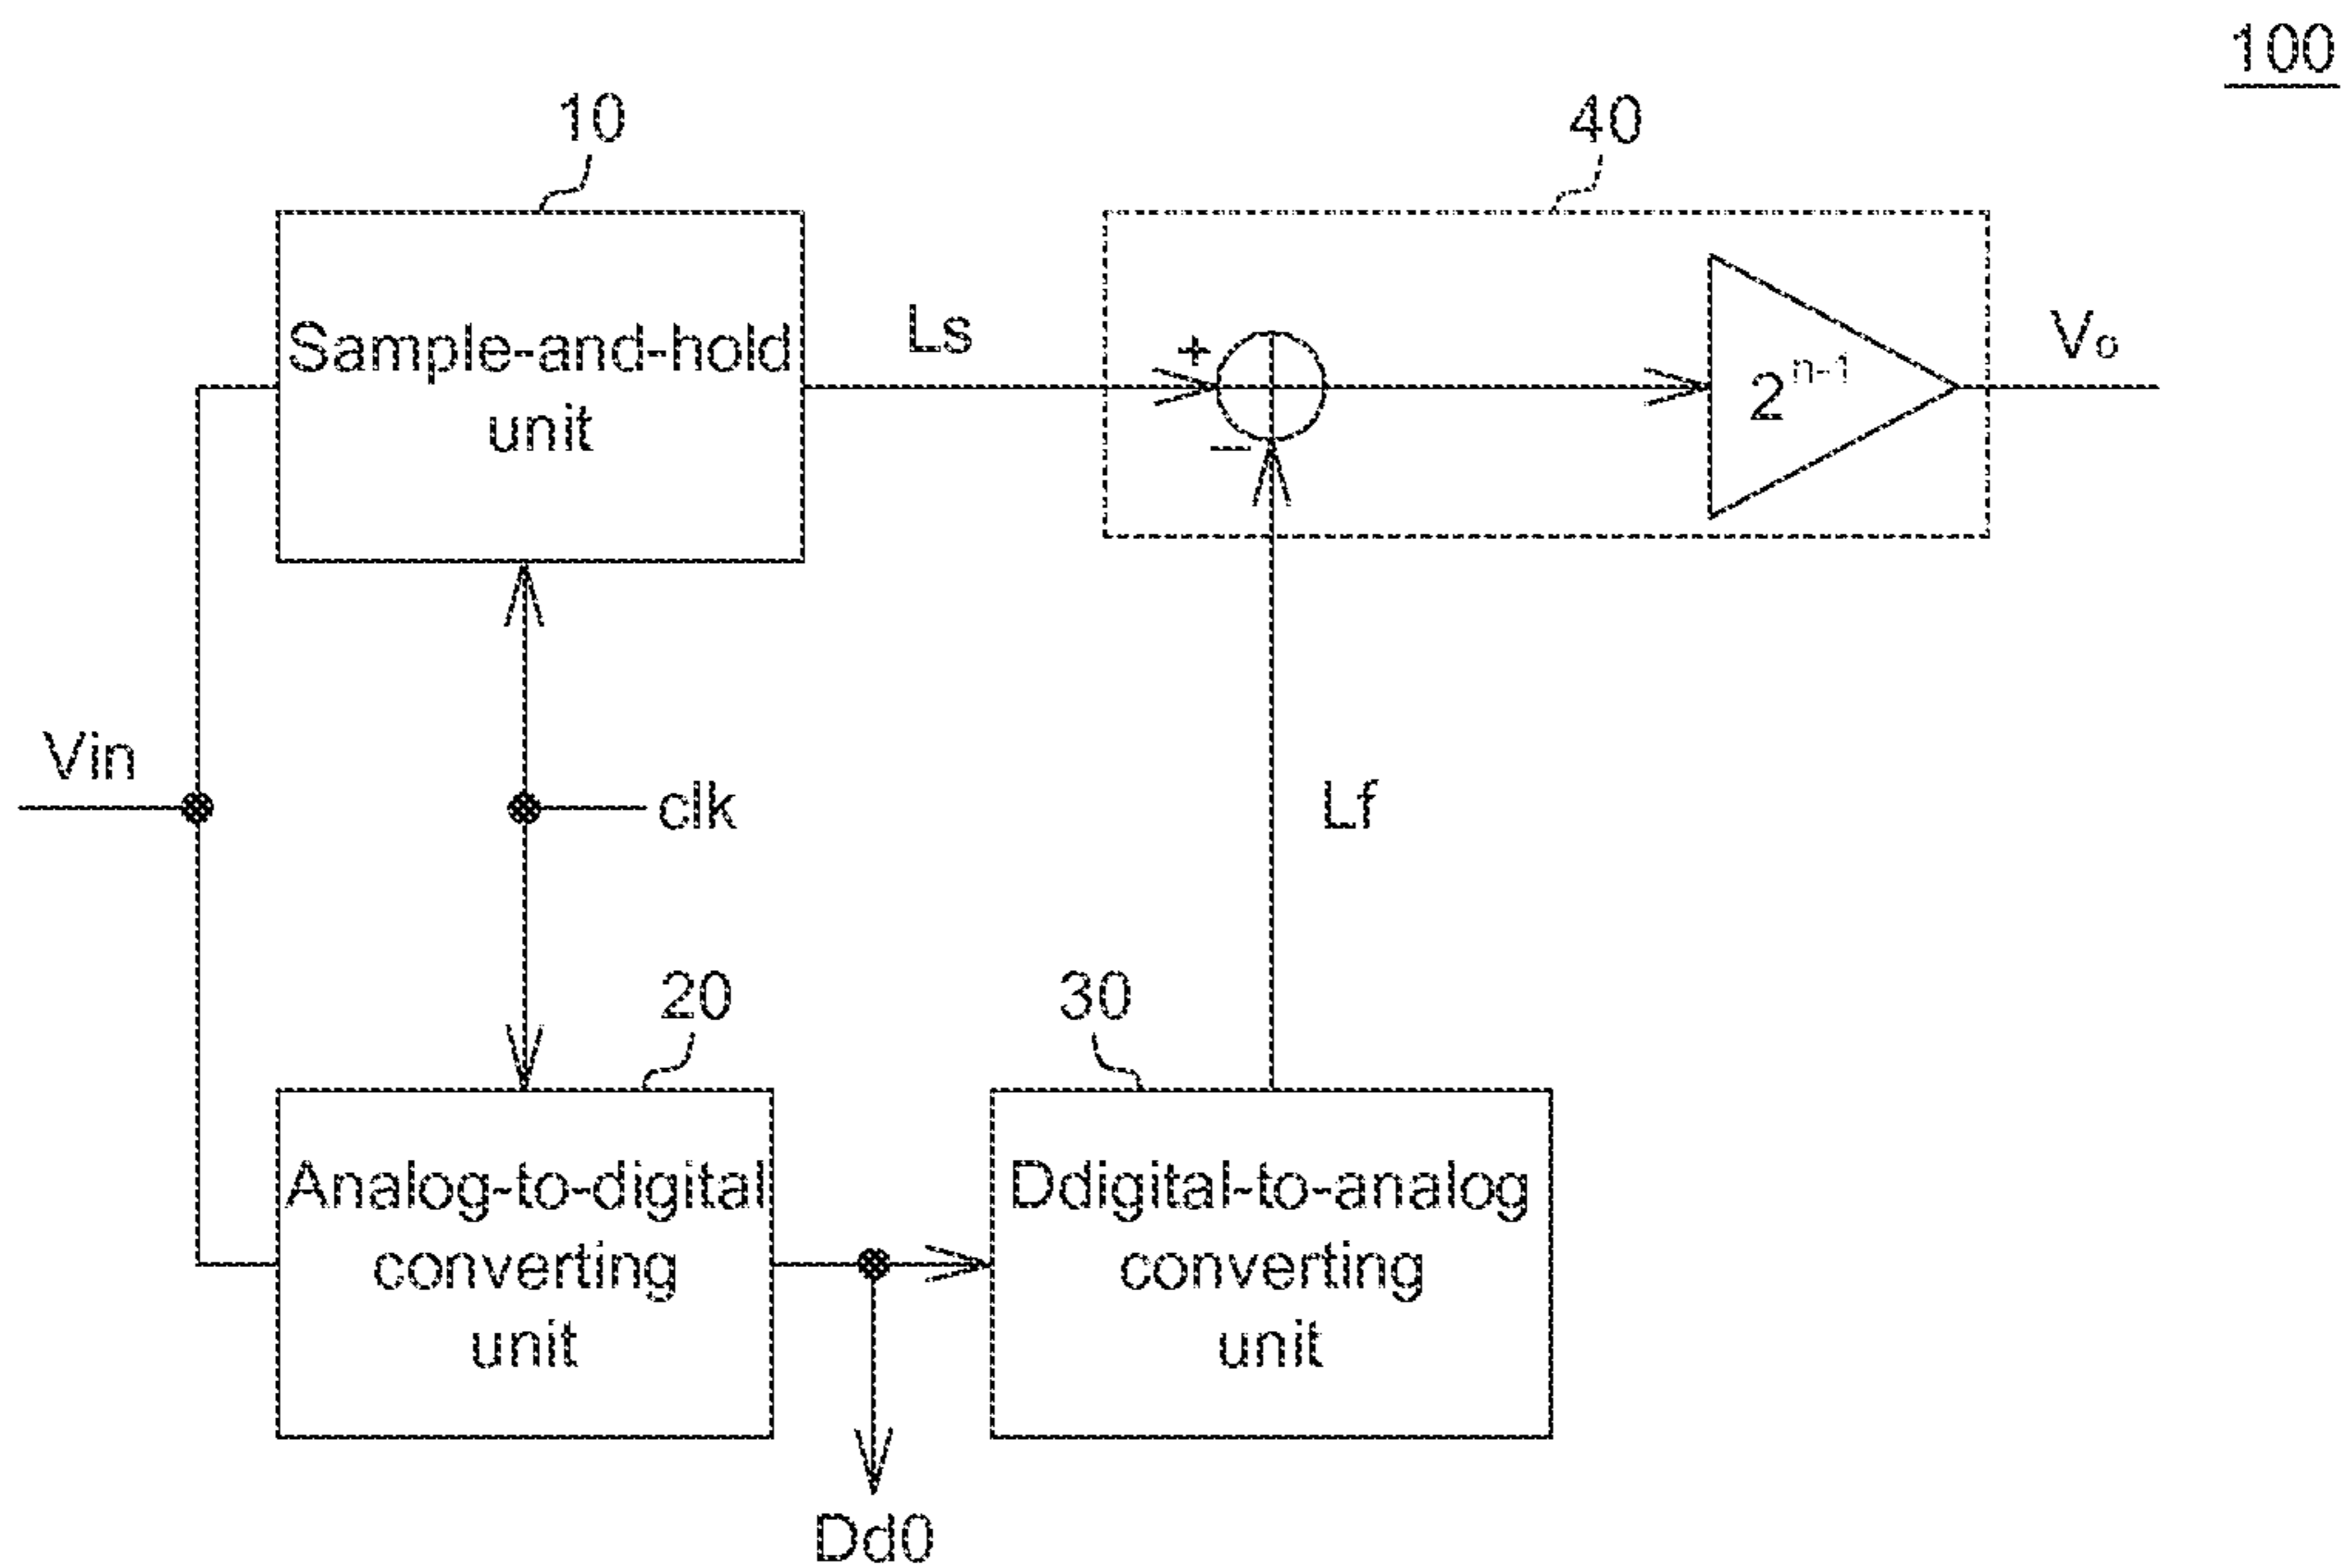 100
10
40
Sample-and-hold
unit
Ls
+
−
2^{n-1}
Vo
Vin
clk
Lf
20
30
Analog-to-digital
converting
unit
Ddigital-to-analog
converting
unit
Dd0